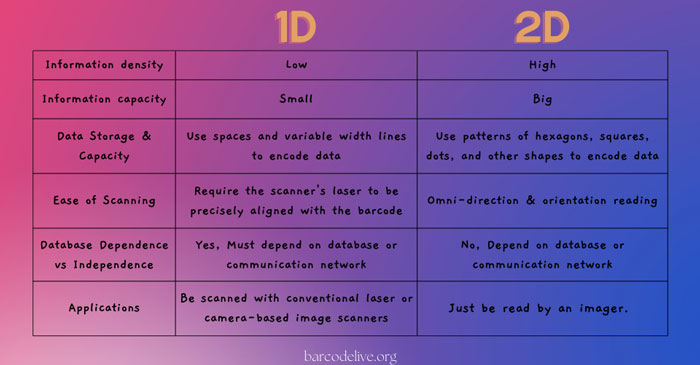 1D 2D
Information density Low High
Information capacity Small Big
Data Storage & Use spaces and variable width lines Use patterns of hexagons, squares,
Capacity to encode data dots, and other shapes to encode data
Ease of Scanning Require the scanner's laser to be Omni-direction & orientation reading
precisely aligned with the barcode
Database Dependence Yes, Must depend on database or No, Depend on database or
vs Independence communication network communication network
Applications Be scanned with conventional laser or Just be read by an imager.
camera-based image scanners
barcodelive.org